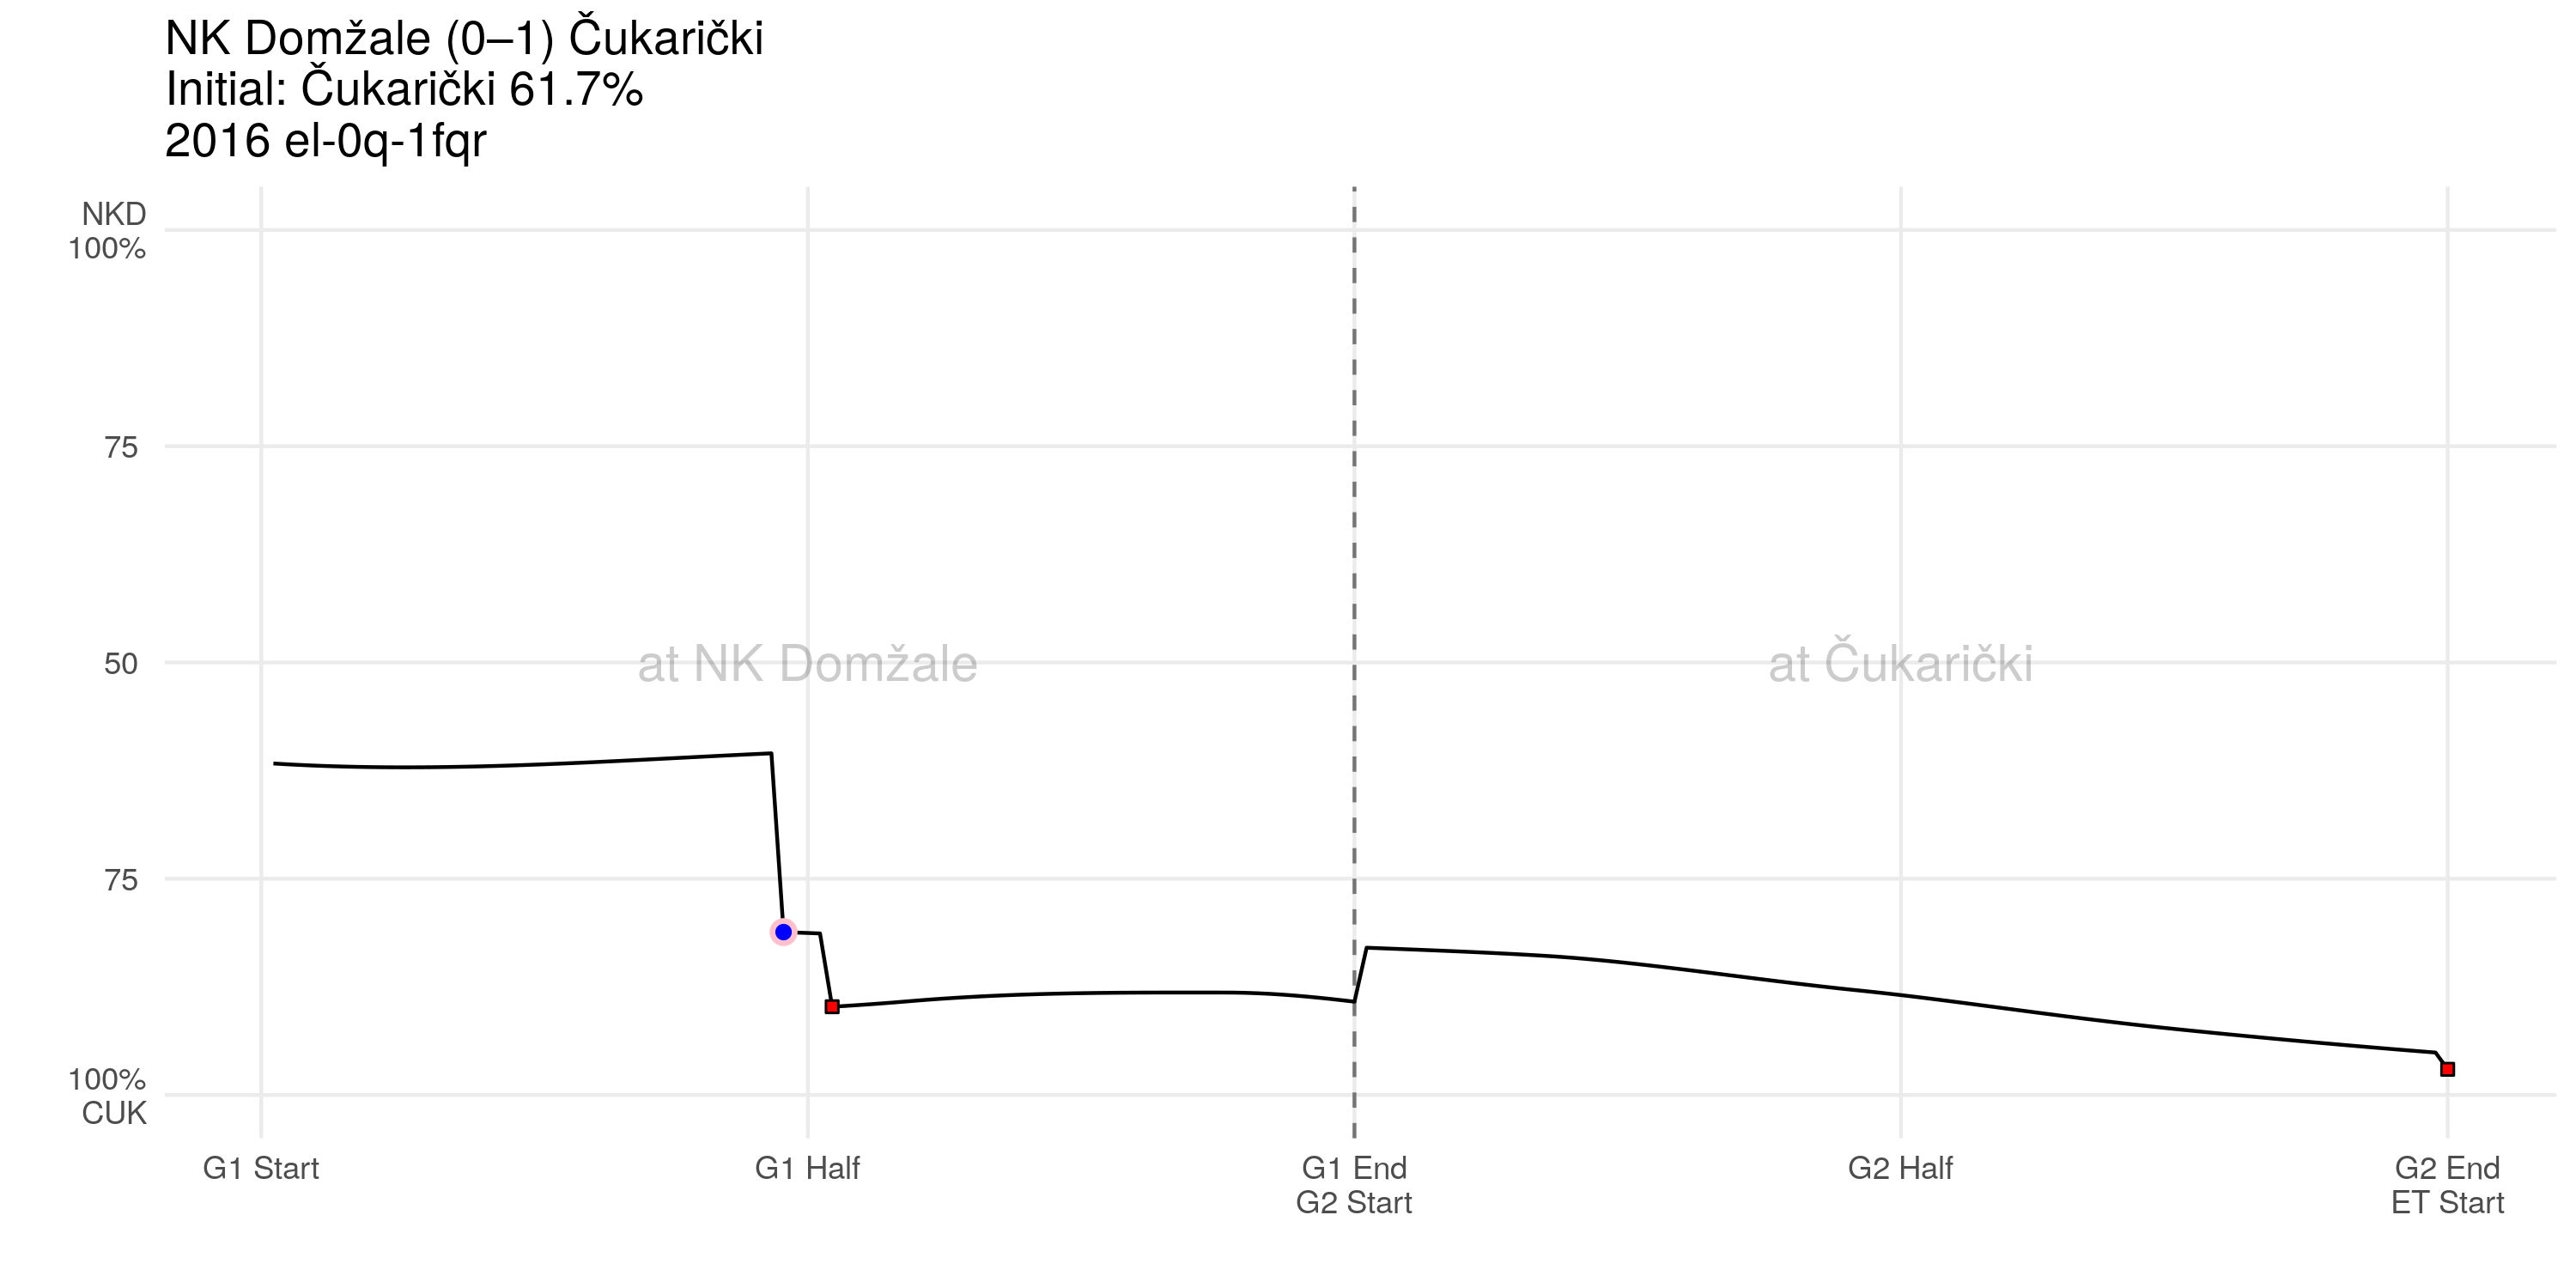 NK Domžale (0–1) Čukarički
Initial: Čukarički 61.7%
2016 el-0q-1fqr
NKD
100%
75
50
75
100%
CUK
at NK Domžale
at Čukarički
G1 Start
G1 Half
G1 End
G2 Start
G2 Half
G2 End
ET Start